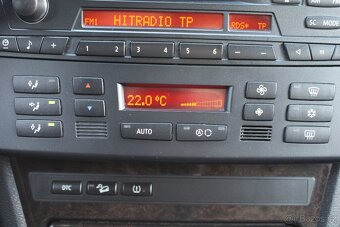 FM1 HITRADIO TP RDS+ TP
SC MODE
1 2 3 4 5 6
22.0°C
AUTO
DTC